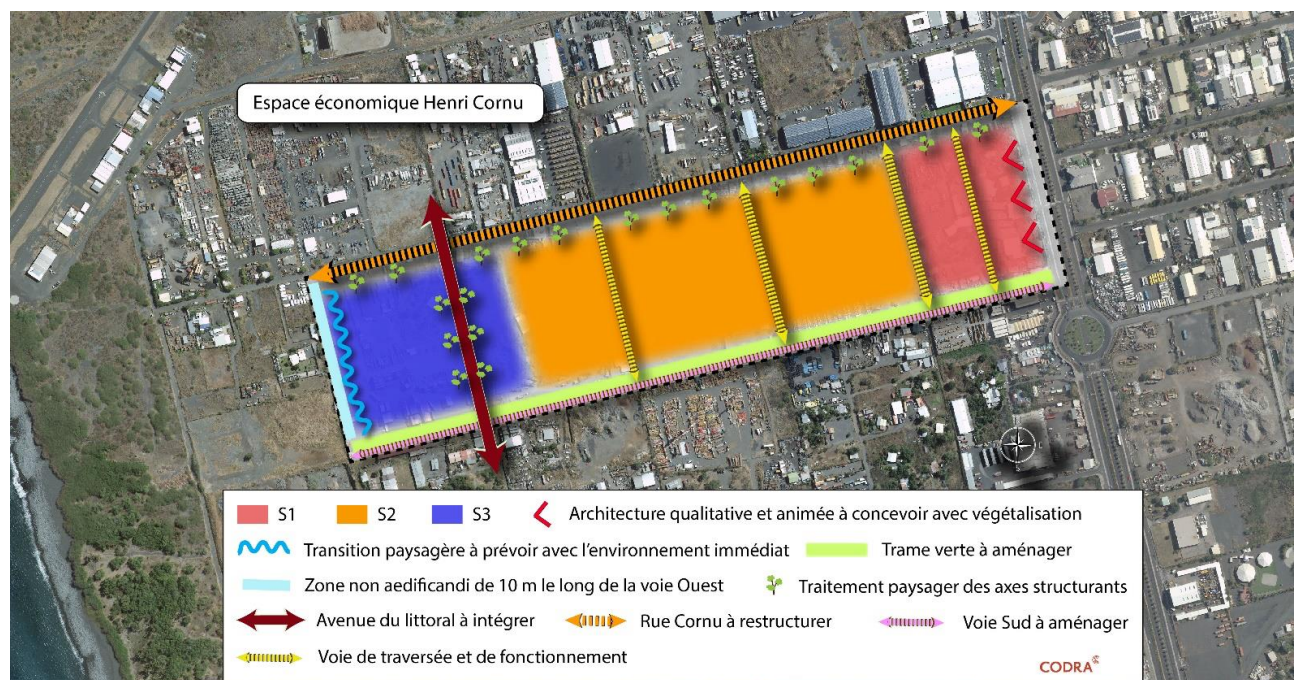 Espace économique Henri Cornu
S1 S2 S3 Architecture qualitative et animée à concevoir avec végétalisation
Transition paysagère à prévoir avec l'environnement immédiat Trame verte à aménager
Zone non aedificandi de 10 m le long de la voie Ouest Traitement paysager des axes structurants
Avenue du littoral à intégrer Rue Cornu à restructurer Voie Sud à aménager
Voie de traversée et de fonctionnement
CODRA